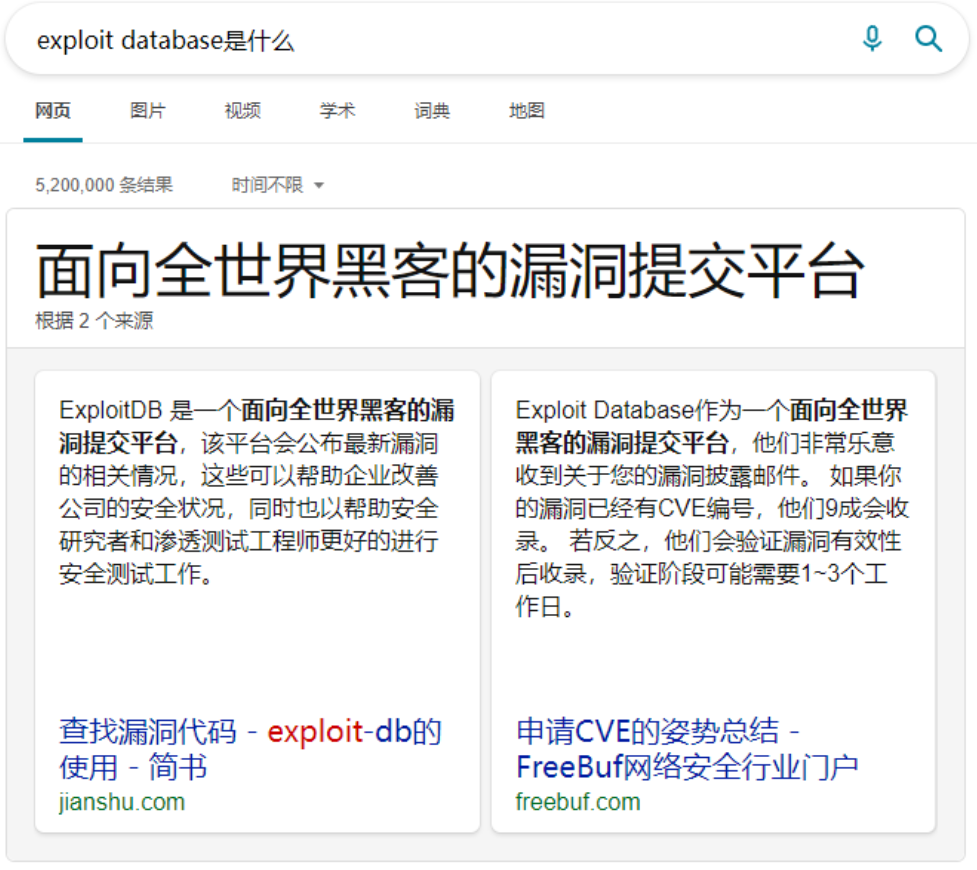 exploit database是什么
网页 图片 视频 学术 词典 地图
5,200,000 条结果 时间不限
面向全世界黑客的漏洞提交平台
根据 2 个来源
ExploitDB 是一个面向全世界黑客的漏
洞提交平台，该平台会公布最新漏洞
的相关情况，这些可以帮助企业改善
公司的安全状况，同时也以帮助安全
研究者和渗透测试工程师更好的进行
安全测试工作。
查找漏洞代码 - exploit-db的
使用 - 简书
jianshu.com
Exploit Database作为一个面向全世界
黑客的漏洞提交平台，他们非常乐意
收到关于您的漏洞披露邮件。 如果你
的漏洞已经有CVE编号，他们9成会收
录。 若反之，他们会验证漏洞有效性
后收录，验证阶段可能需要1~3个工
作日。
申请CVE的姿势总结 -
FreeBuf网络安全行业门户
freebuf.com